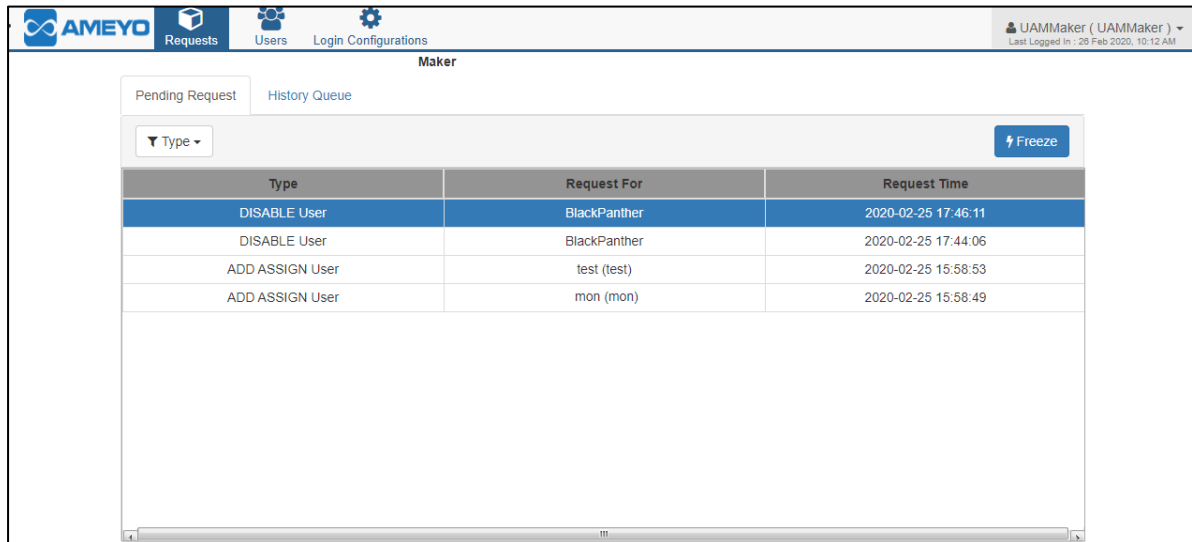 AMEYO
Requests
Users
Login Configurations
UAMMaker ( UAMMaker )
Last Logged In : 26 Feb 2020, 10:12 AM
Maker
Pending Request
History Queue
Type
Freeze
Type Request For Request Time
DISABLE User BlackPanther 2020-02-25 17:46:11
DISABLE User BlackPanther 2020-02-25 17:44:06
ADD ASSIGN User test (test) 2020-02-25 15:58:53
ADD ASSIGN User mon (mon) 2020-02-25 15:58:49